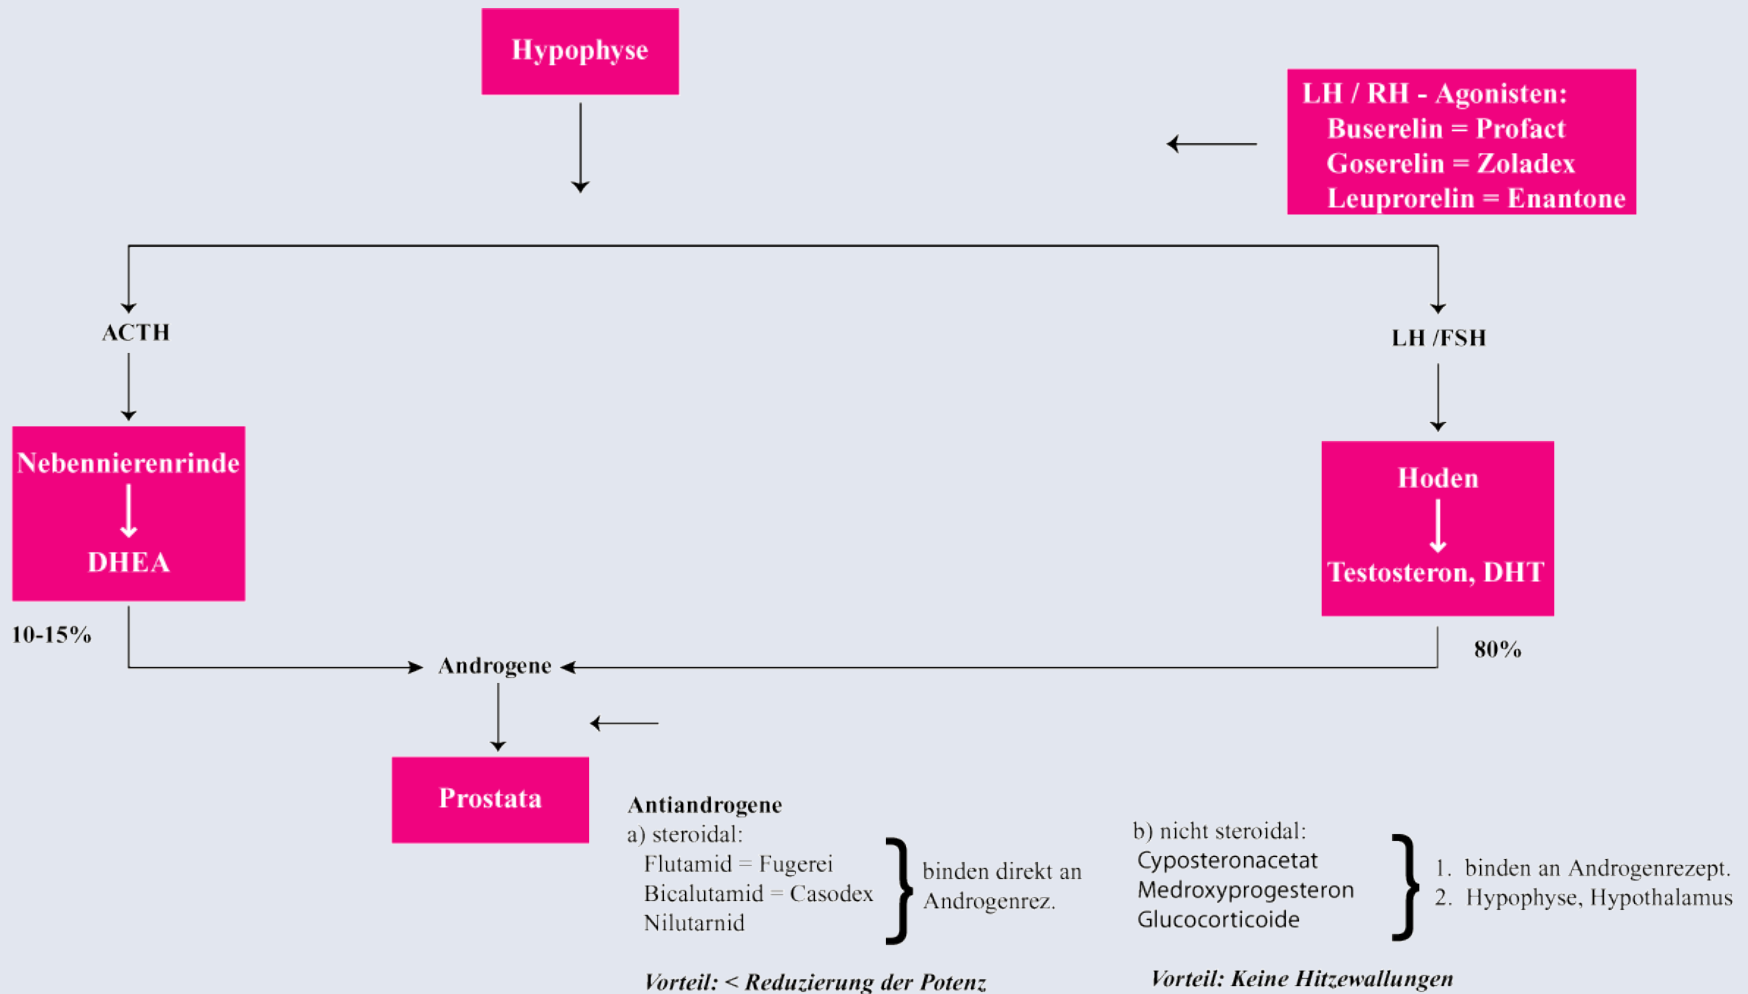 Hypophyse
LH / RH - Agonisten:
Buserelin = Profact
Goserelin = Zoladex
Leuprorelin = Enantone
ACTH
LH /FSH
Nebennierenrinde
DHEA
Hoden
Testosteron, DHT
10-15%
80%
Androgene
Prostata
Antiandrogene
a) steroidal:
Flutamid = Fugerei
Bicalutamid = Casodex
Nilutarnid
binden direkt an
Androgenrez.
Vorteil: < Reduzierung der Potenz
b) nicht steroidal:
Cyposteronacetat
Medroxyprogesteron
Glucocorticoide
1. binden an Androgenrezept.
2. Hypophyse, Hypothalamus
Vorteil: Keine Hitzewallungen